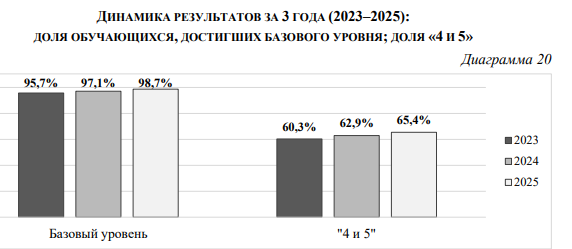 ДИНАМИКА РЕЗУЛЬТАТОВ ЗА 3 ГОДА (2023–2025):
ДОЛЯ ОБУЧАЮЩИХСЯ, ДОСТИГШИХ БАЗОВОГО УРОВНЯ; ДОЛЯ «4 И 5»
Диаграмма 20
95,7% 97,1% 98,7%
60,3% 62,9% 65,4%
2023
2024
2025
Базовый уровень "4 и 5"